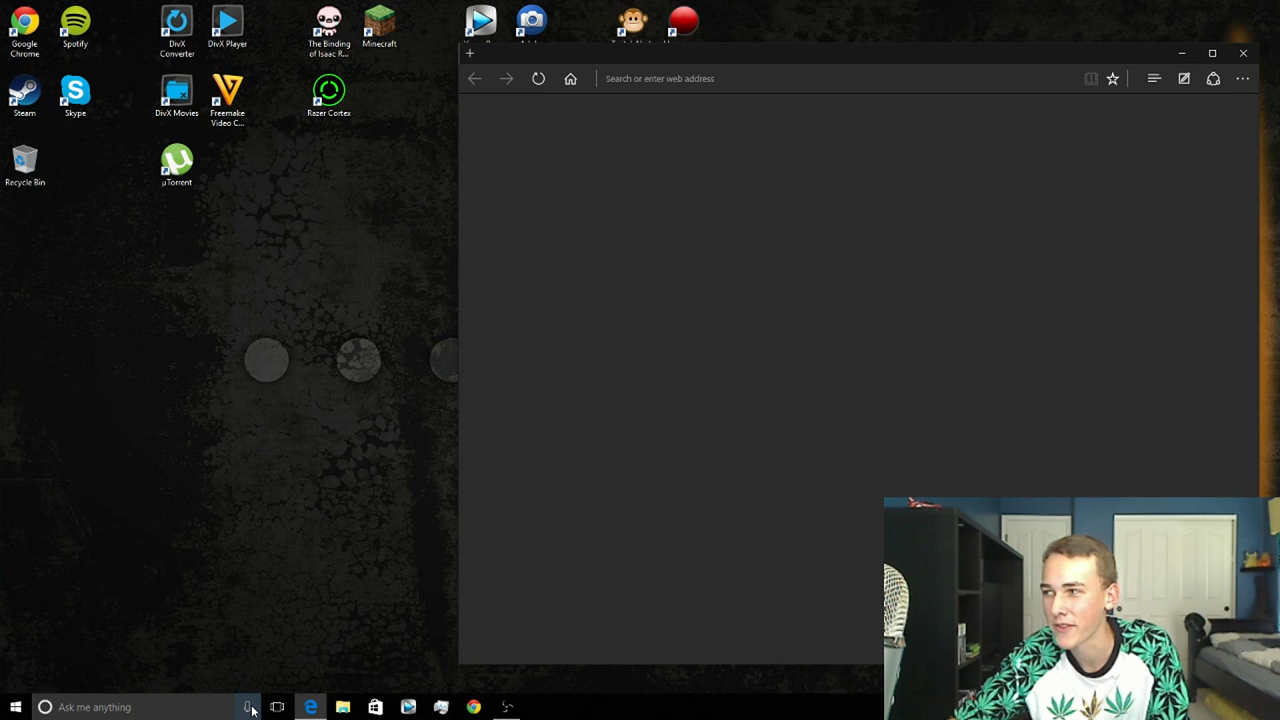 Google
Chrome
Spotify
DivX
Converter
DivX Player
The Binding
of Isaac R...
Minecraft
Search or enter web address
Steam
Skype
DivX Movies
Freemake
Video C...
Razer Cortex
Recycle Bin
µTorrent
Ask me anything